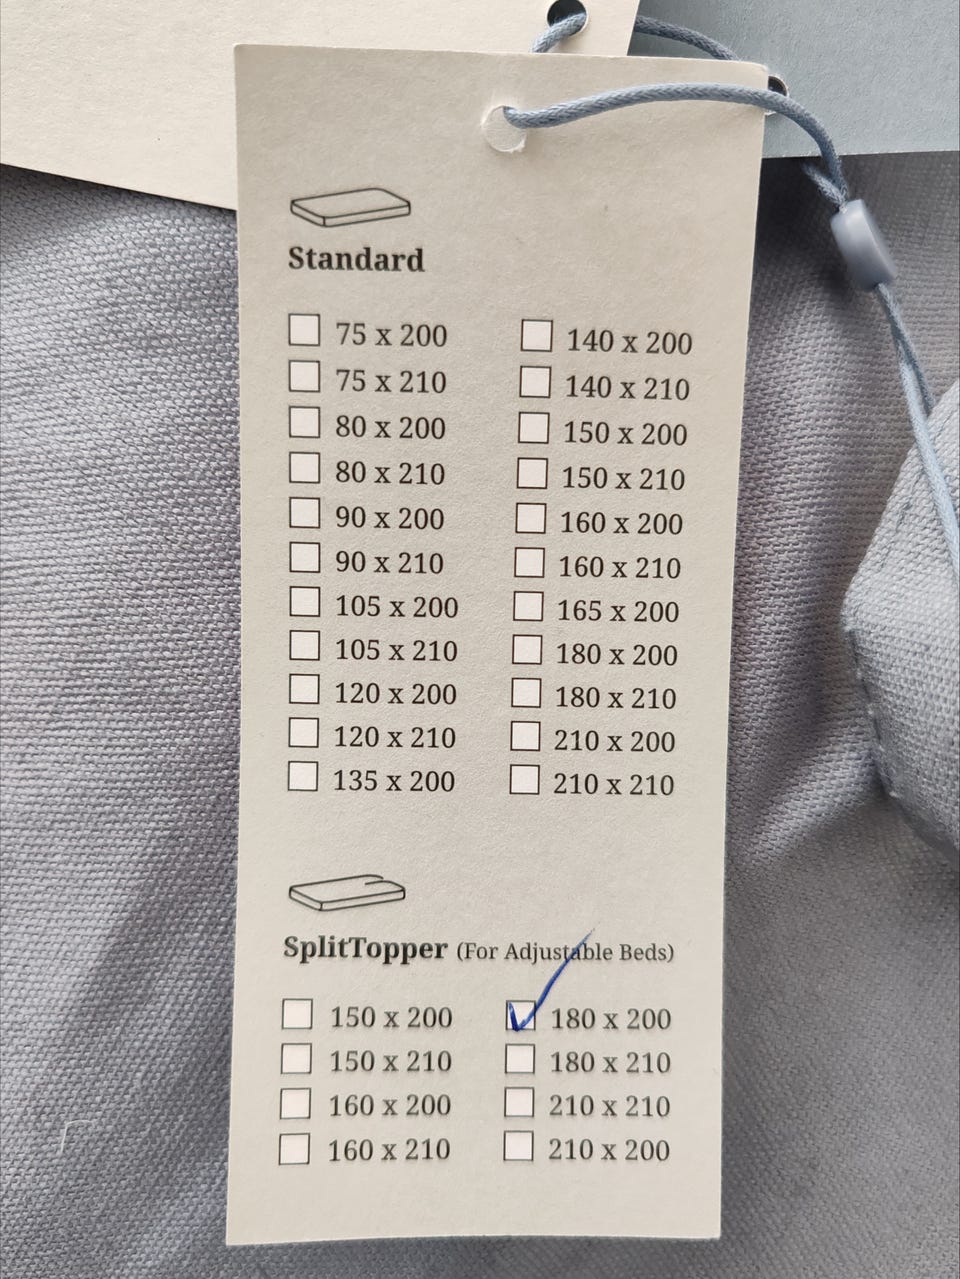 Standard
75 x 200
75 x 210
80 x 200
80 x 210
90 x 200
90 x 210
105 x 200
105 x 210
120 x 200
120 x 210
135 x 200
140 x 200
140 x 210
150 x 200
150 x 210
160 x 200
160 x 210
165 x 200
180 x 200
180 x 210
210 x 200
210 x 210
SplitTopper (For Adjustable Beds)
150 x 200
150 x 210
160 x 200
160 x 210
180 x 200
180 x 210
210 x 210
210 x 200